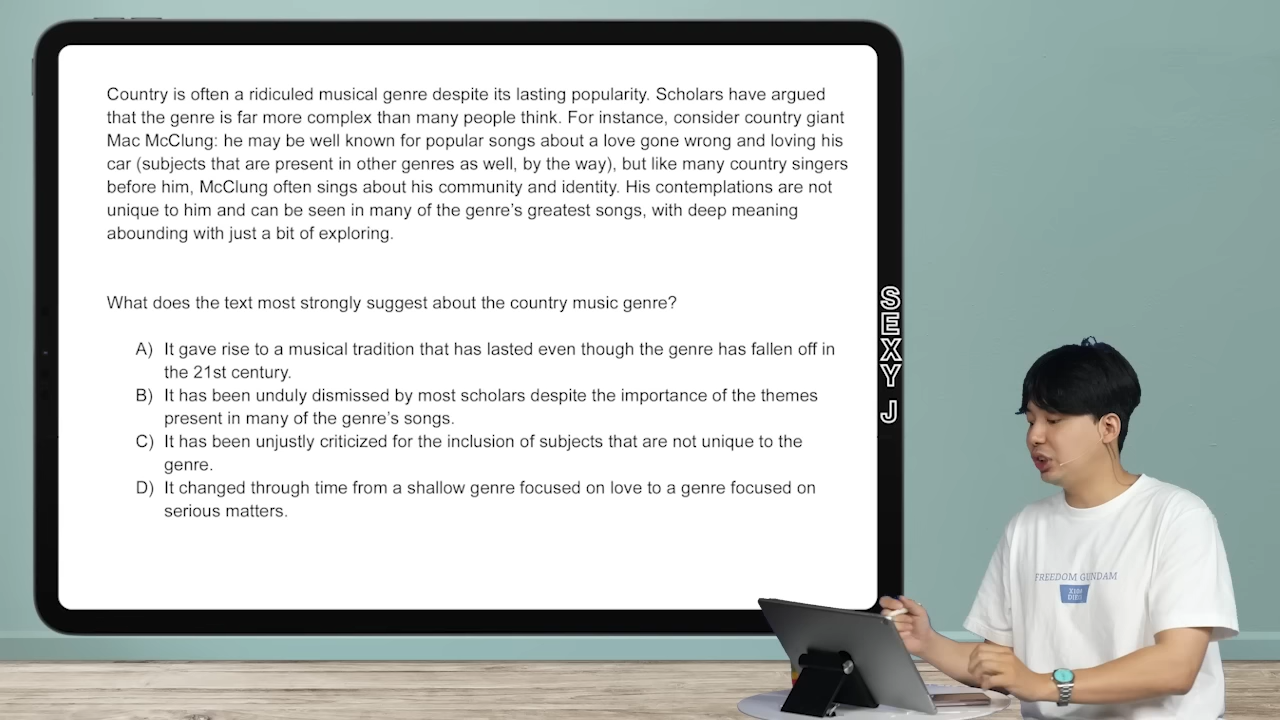 Country is often a ridiculed musical genre despite its lasting popularity. Scholars have argued
that the genre is far more complex than many people think. For instance, consider country giant
Mac McClung: he may be well known for popular songs about a love gone wrong and loving his
car (subjects that are present in other genres as well, by the way), but like many country singers
before him, McClung often sings about his community and identity. His contemplations are not
unique to him and can be seen in many of the genre's greatest songs, with deep meaning
abounding with just a bit of exploring.
What does the text most strongly suggest about the country music genre?
A) It gave rise to a musical tradition that has lasted even though the genre has fallen off in
the 21st century.
B) It has been unduly dismissed by most scholars despite the importance of the themes
present in many of the genre's songs.
C) It has been unjustly criticized for the inclusion of subjects that are not unique to the
genre.
D) It changed through time from a shallow genre focused on love to a genre focused on
serious matters.
SEXY J
FREEDOM GUNDAM